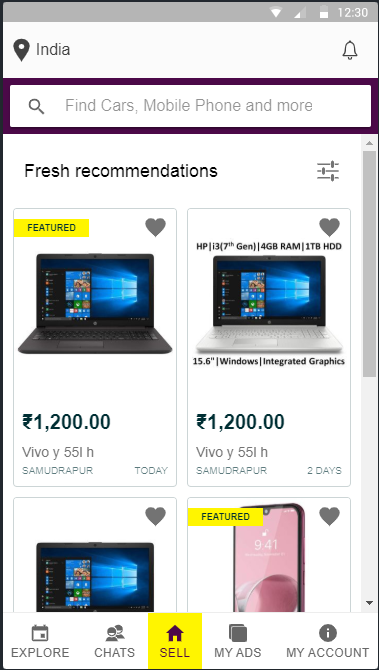 12:30
India
Find Cars, Mobile Phone and more
Fresh recommendations
FEATURED
HP|i3(7th Gen)|4GB RAM|1TB HDD
15.6"|Windows|Integrated Graphics
₹1,200.00
Vivo y 55l h
SAMUDRAPUR TODAY
₹1,200.00
Vivo y 55l h
SAMUDRAPUR 2 DAYS
FEATURED
9:41
EXPLORE CHATS SELL MY ADS MY ACCOUNT